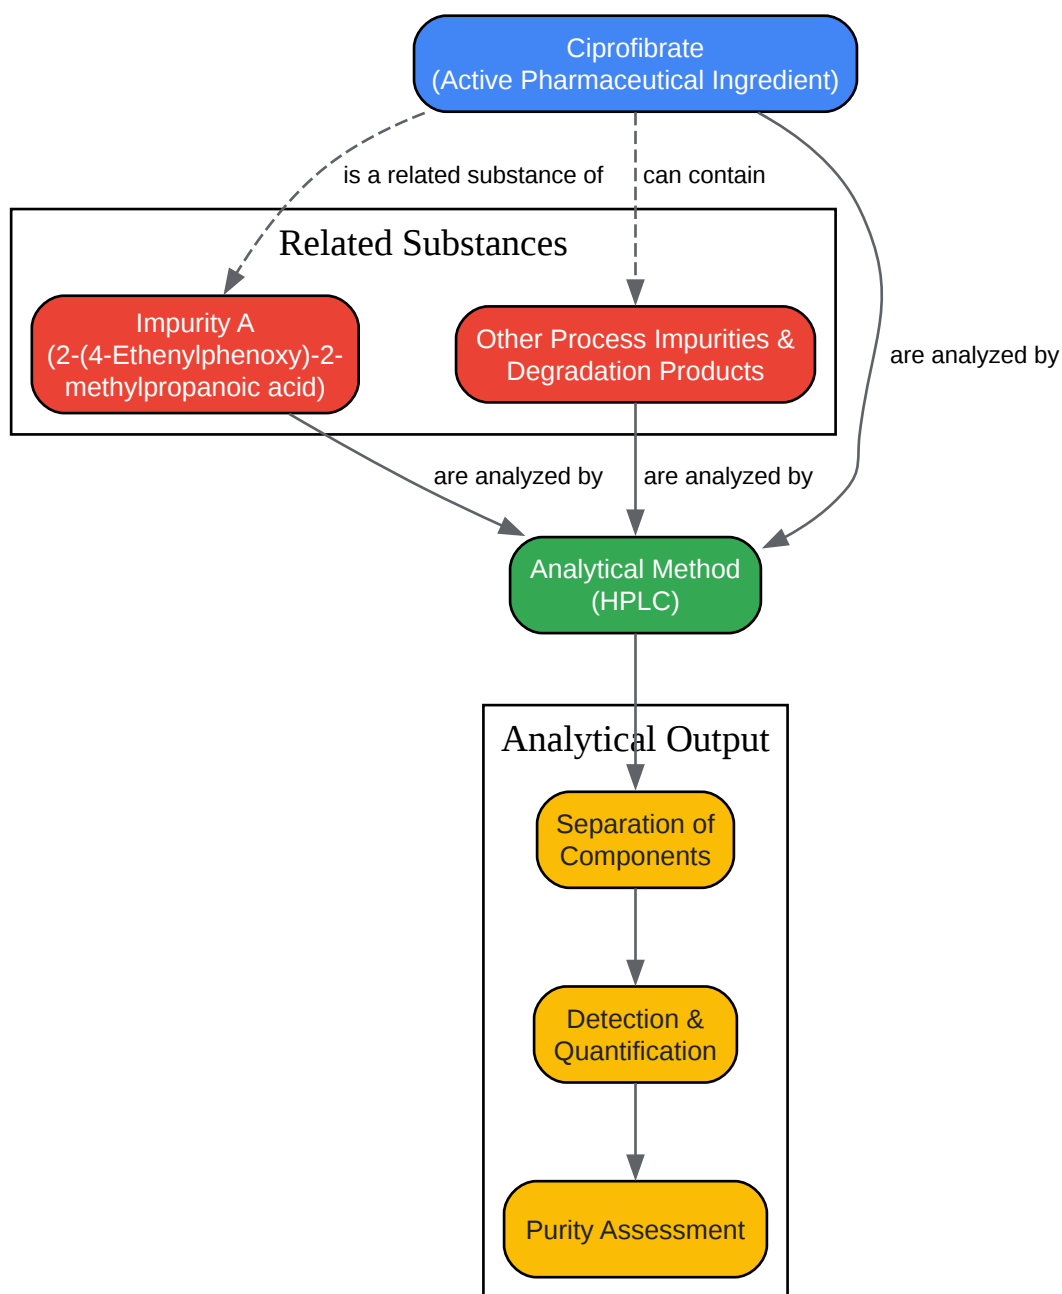 Ciprofibrate
(Active Pharmaceutical Ingredient)
is a related substance of
can contain
Related Substances
Impurity A
(2-(4-Ethenylphenoxy)-2-
methylpropanoic acid)
Other Process Impurities &
Degradation Products
are analyzed by
are analyzed by
are analyzed by
Analytical Method
(HPLC)
Analytical Output
Separation of
Components
Detection &
Quantification
Purity Assessment